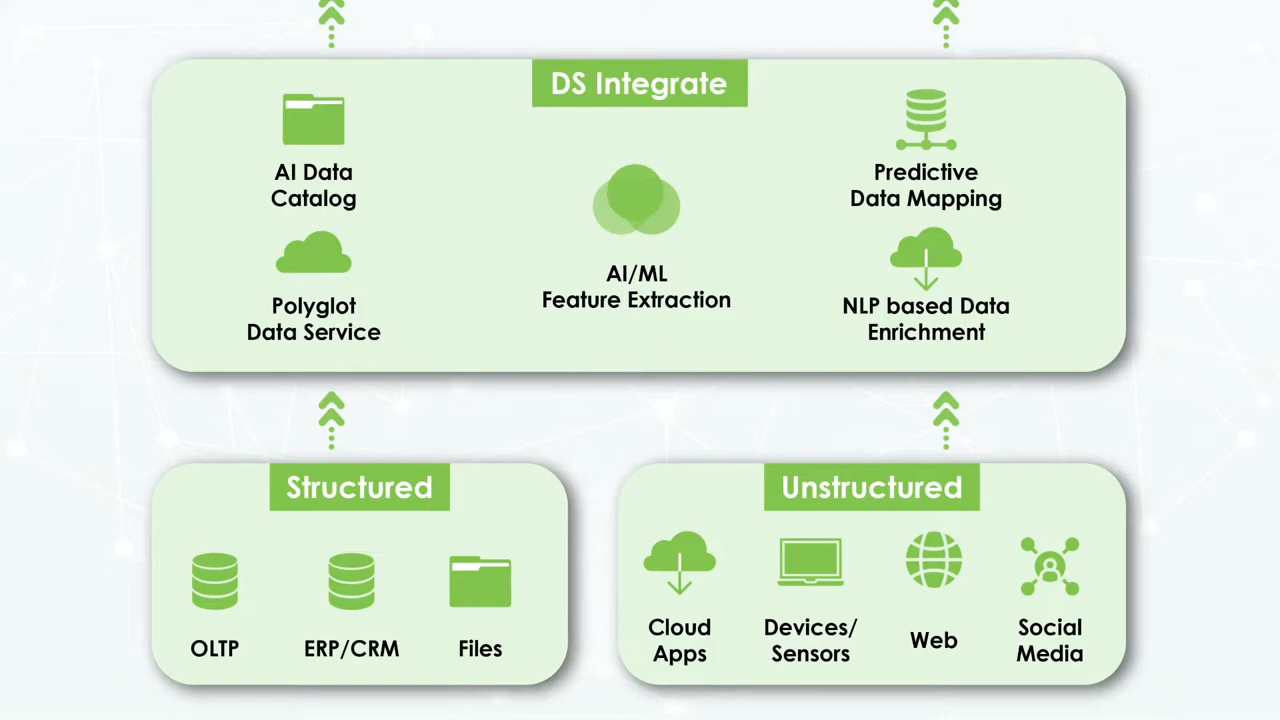 DS Integrate
AI Data
Catalog
Predictive
Data Mapping
AI/ML
Feature Extraction
Polyglot
Data Service
NLP based Data
Enrichment
Structured
OLTP
ERP/CRM
Files
Unstructured
Cloud
Apps
Devices/
Sensors
Web
Social
Media